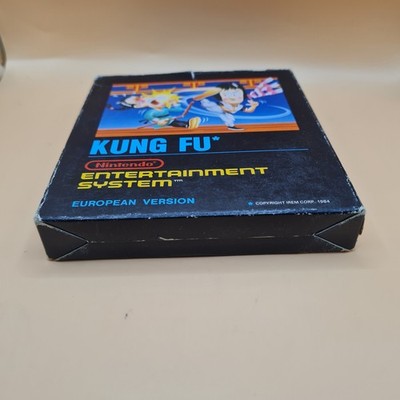 KUNG FU*
Nintendo
ENTERTAINMENT
SYSTEM™
EUROPEAN VERSION
* COPYRIGHT IREM CORP. 1984